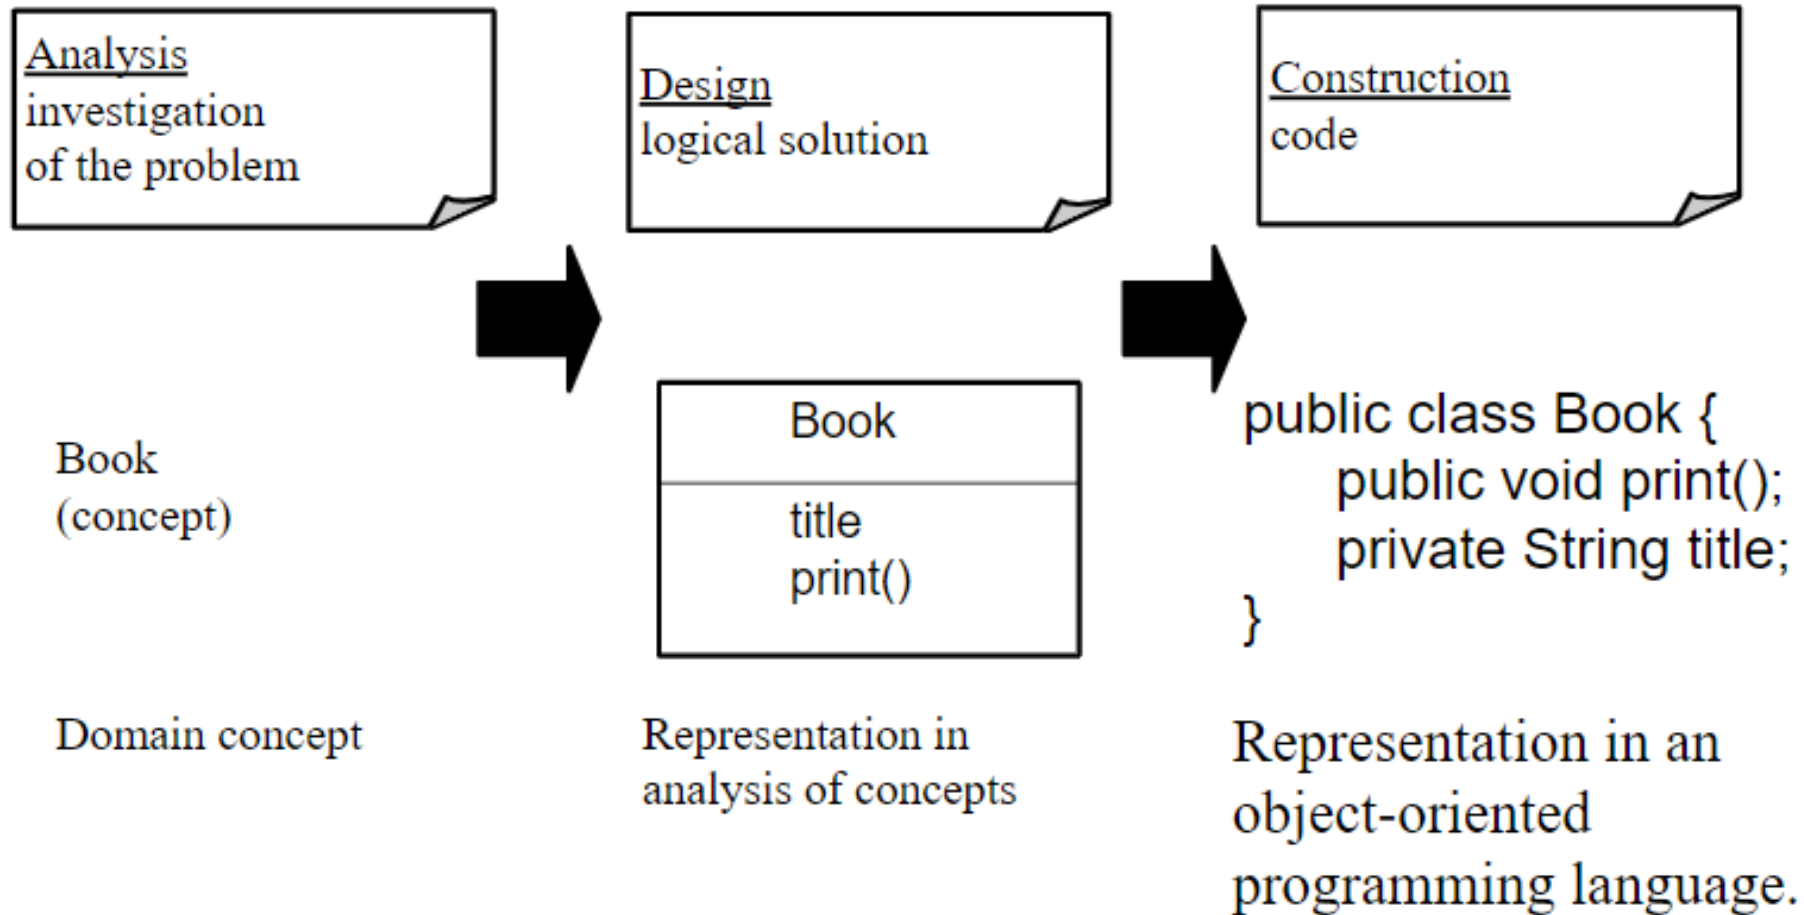 Analysis
investigation
of the problem
Design
logical solution
Construction
code
Book
(concept)
Book
title
print()
public class Book {
public void print();
private String title;
}
Domain concept
Representation in
analysis of concepts
Representation in an
object-oriented
programming language.